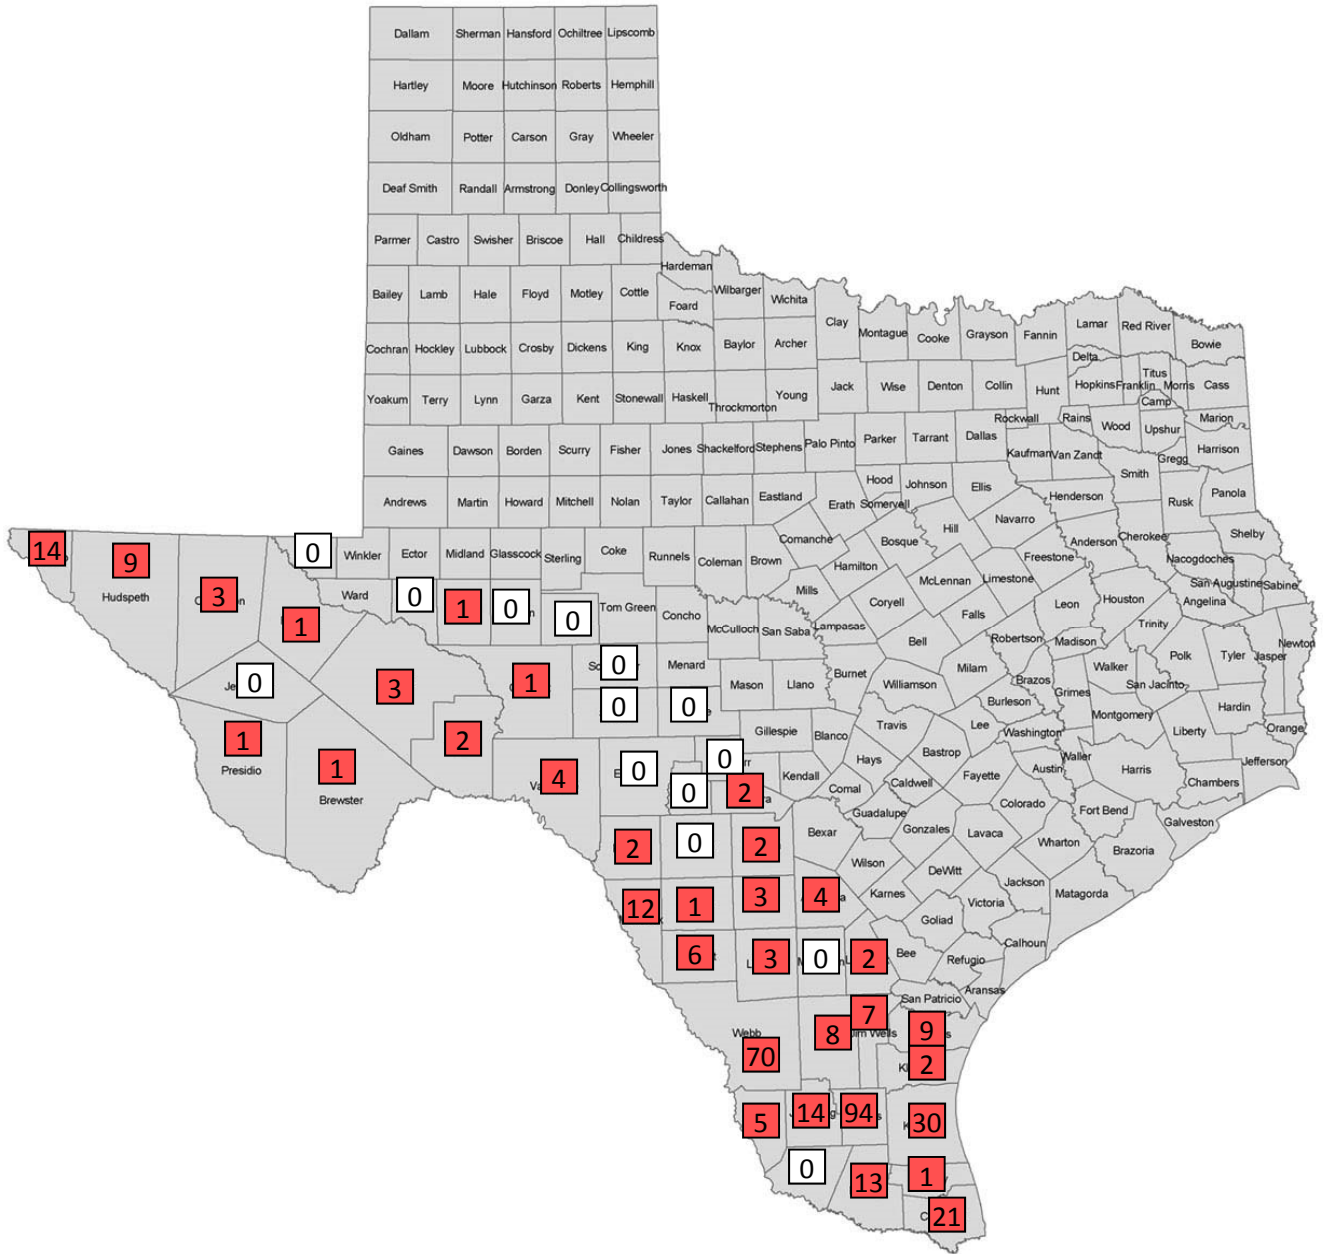 Dallam Sherman Hansford Ochiltree Lipscomb
Hartley Moore Hutchinson Roberts Hemphill
Oldham Potter Carson Gray Wheeler
Deaf Smith Randall Armstrong Donley Collingsworth
Parmer Castro Swisher Briscoe Hall Childress
Hardeman
Bailey Lamb Hale Floyd Motley Cottle Foard Wilbarger Wichita
Clay Montague Cooke Grayson Fannin Lamar Red River Bowie
Cochran Hockley Lubbock Crosby Dickens King Knox Baylor Archer
Delta Titus
Jack Wise Denton Collin Hunt Hopkins Franklin Morris Cass
Yoakum Terry Lynn Garza Kent Stonewall Haskell Throckmorton Young Camp
Rockwall Rains Wood Upshur Marion
Gaines Dawson Borden Scurry Fisher Jones Shackelford Stephens Palo Pinto Parker Tarrant Dallas Kaufman Van Zandt Gregg Harrison
Smith
Andrews Martin Howard Mitchell Nolan Taylor Callahan Eastland Erath Hood Somervell Johnson Ellis Henderson Rusk Panola
14 9 0 Winkler Ector Midland Glasscock Sterling Coke Runnels Coleman Brown Comanche Bosque Hill Navarro Freestone Anderson Cherokee Nacogdoches Shelby
Hudspeth 3 Ward 0 1 0 Tom Green Mills Hamilton McLennan Limestone San Augustine Sabine
1 0 Concho McCulloch San Saba Lampasas Coryell Falls Leon Houston Angelina
Trinity
Bell Robertson Madison Newton
0 3 1 0 Menard Burnet Milam Walker Polk Tyler Jasper
Mason Llano Williamson Brazos Grimes San Jacinto
0 0 Burleson Hardin
1 2 Gillespie Blanco Travis Lee Washington Montgomery Liberty Orange
Presidio 1 4 0 0 Hays Bastrop Waller
Brewster 0 2 Kendall Comal Caldwell Fayette Austin Harris Chambers Jefferson
Guadalupe Colorado Fort Bend Galveston
2 0 2 Bexar Gonzales Lavaca Wharton Brazoria
Wilson DeWitt
12 1 3 4 Karnes Victoria Jackson Matagorda
Goliad
6 3 0 2 Bee Refugio Calhoun
Aransas
San Patricio
Webb 8 7 9
70 2
5 14 94 30
0 13 1
21